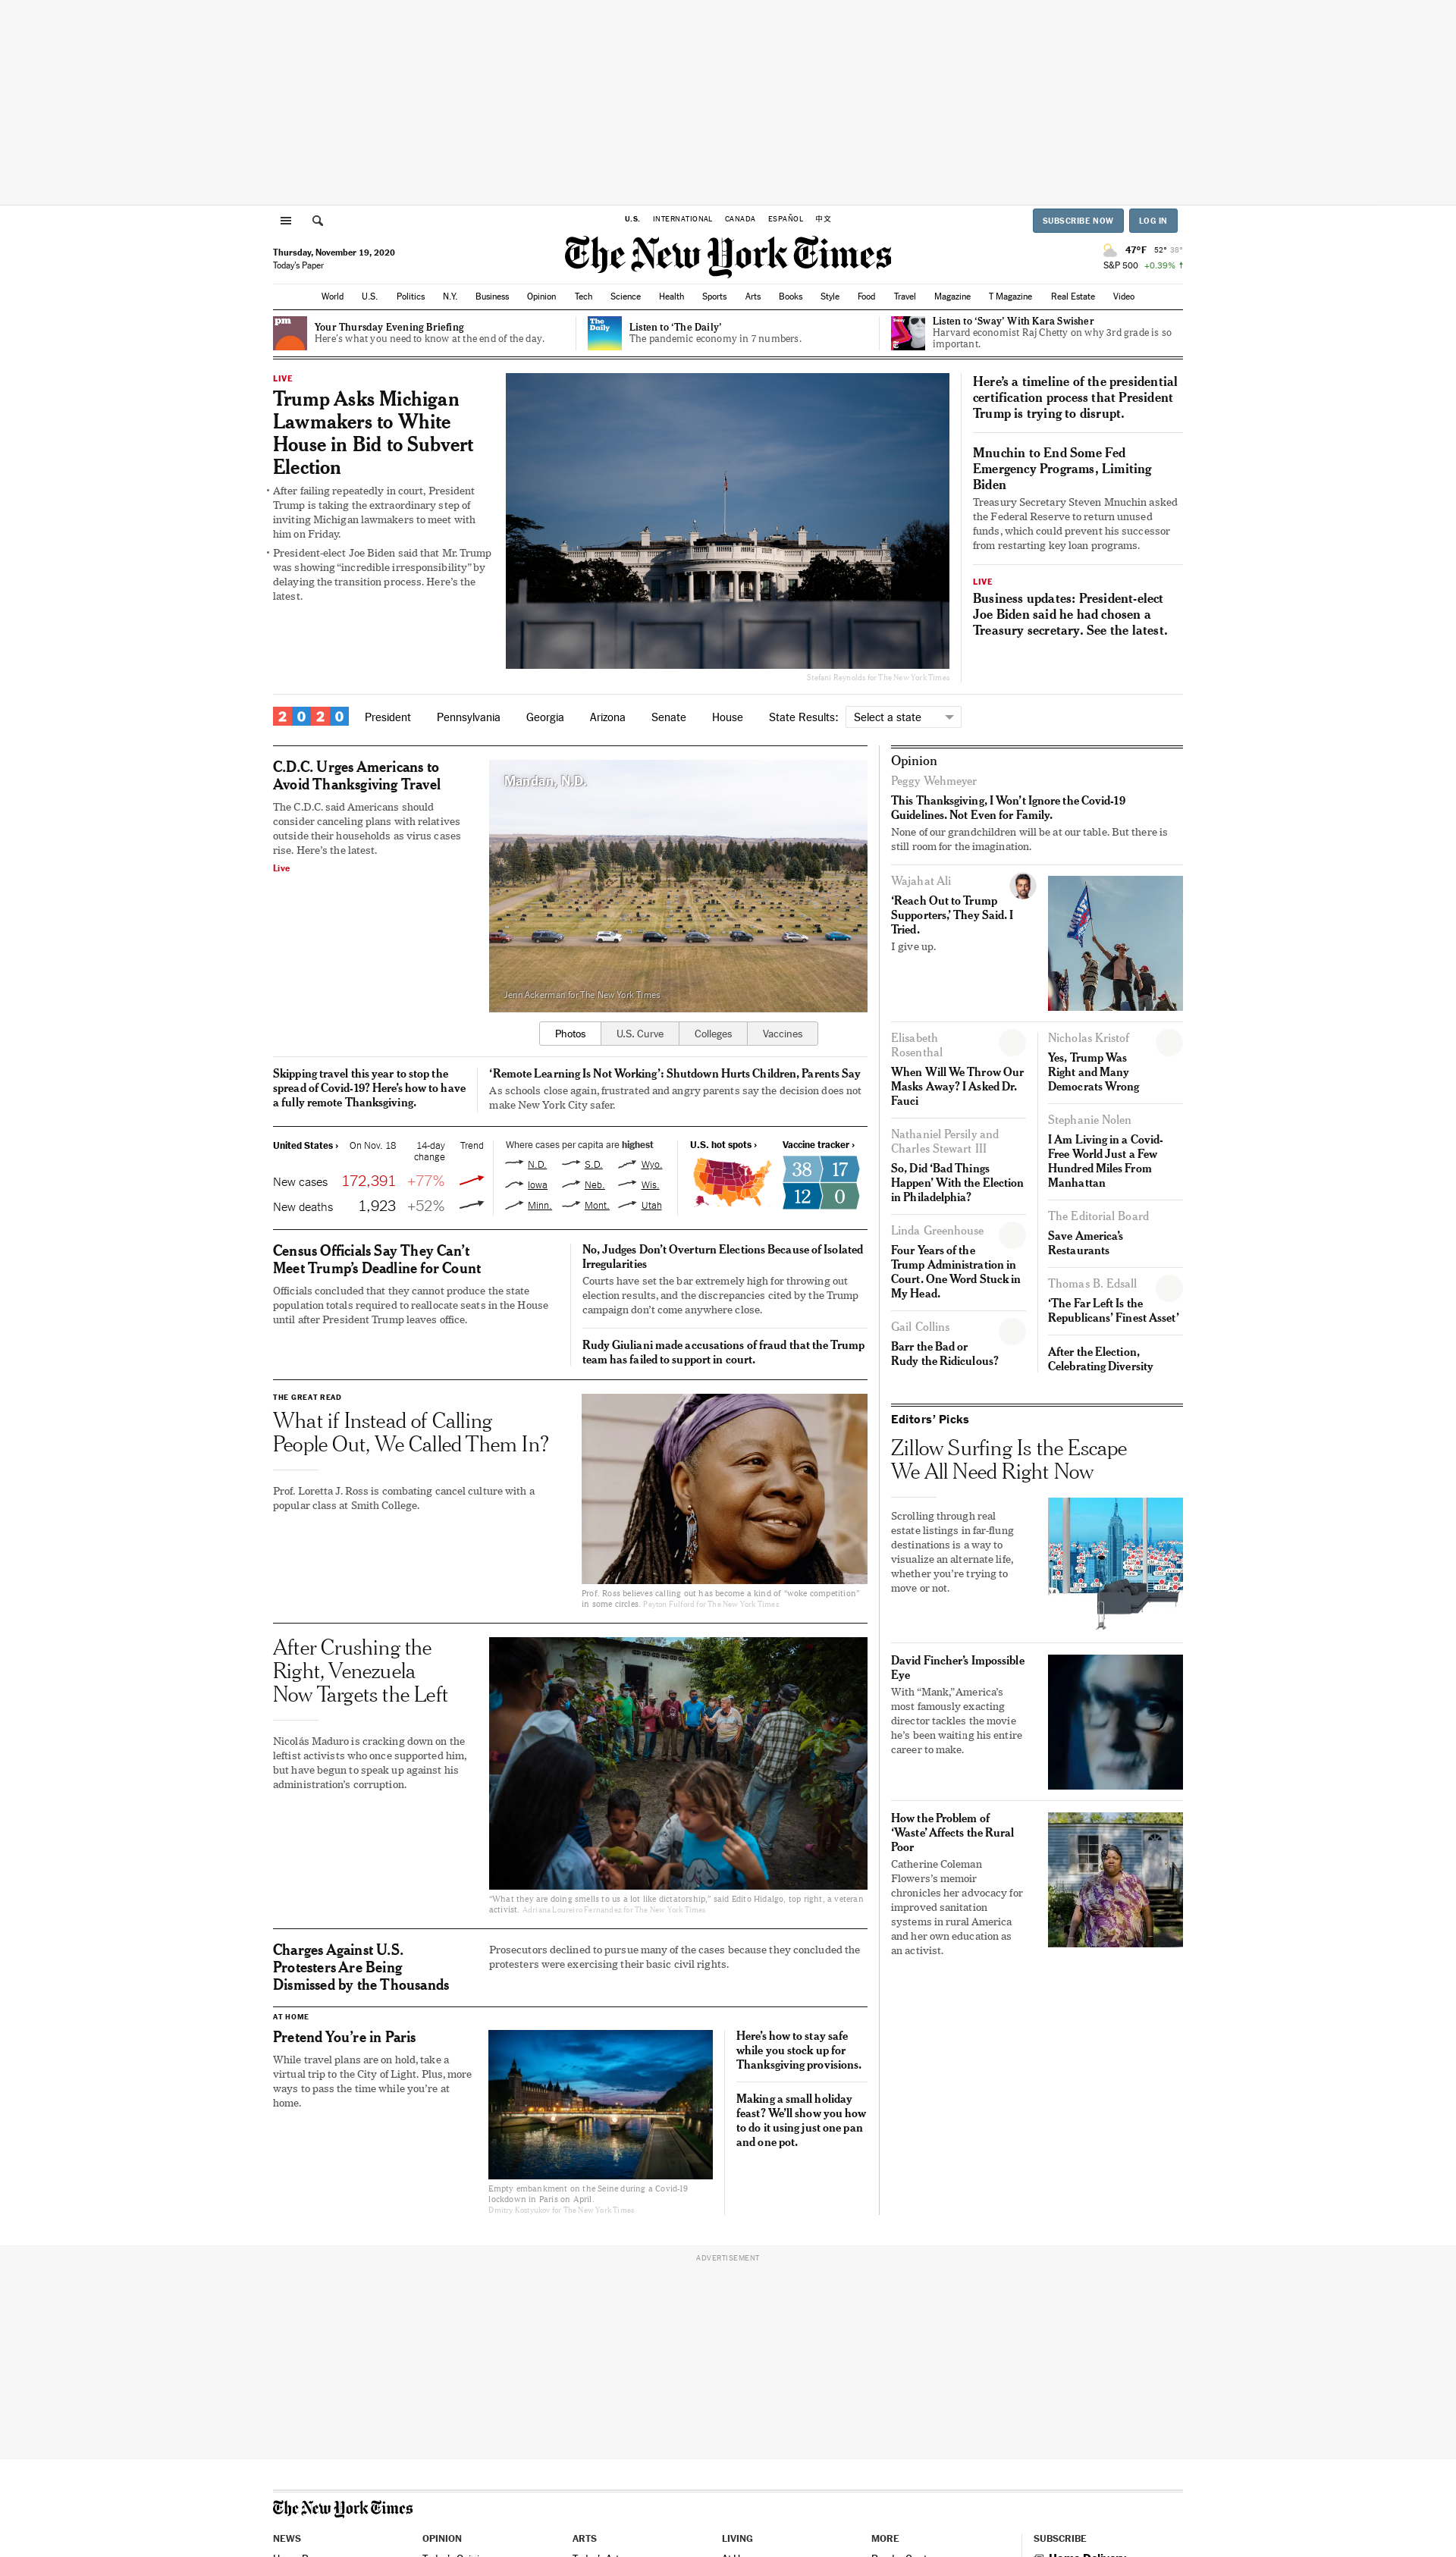 U.S. INTERNATIONAL CANADA ESPAÑOL 中文
SUBSCRIBE NOW LOG IN
Thursday, November 19, 2020
Today's Paper
The New York Times
47°F 52° 38°
S&P 500 +0.39%
World U.S. Politics N.Y. Business Opinion Tech Science Health Sports Arts Books Style Food Travel Magazine T Magazine Real Estate Video
pm
Your Thursday Evening Briefing
Here's what you need to know at the end of the day.
The
Daily
Listen to 'The Daily'
The pandemic economy in 7 numbers.
Listen to 'Sway' With Kara Swisher
Harvard economist Raj Chetty on why 3rd grade is so
important.
LIVE
Trump Asks Michigan
Lawmakers to White
House in Bid to Subvert
Election
• After failing repeatedly in court, President
Trump is taking the extraordinary step of
inviting Michigan lawmakers to meet with
him on Friday.
• President-elect Joe Biden said that Mr. Trump
was showing “incredible irresponsibility” by
delaying the transition process. Here's the
latest.
Stefani Reynolds for The New York Times
Here's a timeline of the presidential
certification process that President
Trump is trying to disrupt.
Mnuchin to End Some Fed
Emergency Programs, Limiting
Biden
Treasury Secretary Steven Mnuchin asked
the Federal Reserve to return unused
funds, which could prevent his successor
from restarting key loan programs.
LIVE
Business updates: President-elect
Joe Biden said he had chosen a
Treasury secretary. See the latest.
2020 President Pennsylvania Georgia Arizona Senate House State Results: Select a state
C.D.C. Urges Americans to
Avoid Thanksgiving Travel
The C.D.C. said Americans should
consider canceling plans with relatives
outside their households as virus cases
rise. Here's the latest.
Live
Mandan, N.D.
Jenn Ackerman for The New York Times
Photos U.S. Curve Colleges Vaccines
Skipping travel this year to stop the
spread of Covid-19? Here's how to have
a fully remote Thanksgiving.
'Remote Learning Is Not Working': Shutdown Hurts Children, Parents Say
As schools close again, frustrated and angry parents say the decision does not
make New York City safer.
United States › On Nov. 18 14-day
change Trend
New cases 172,391 +77%
New deaths 1,923 +52%
Where cases per capita are highest
N.D. S.D. Wyo.
Iowa Neb. Wis.
Minn. Mont. Utah
U.S. hot spots ›
Vaccine tracker ›
38 17
12 0
Census Officials Say They Can't
Meet Trump's Deadline for Count
Officials concluded that they cannot produce the state
population totals required to reallocate seats in the House
until after President Trump leaves office.
No, Judges Don't Overturn Elections Because of Isolated
Irregularities
Courts have set the bar extremely high for throwing out
election results, and the discrepancies cited by the Trump
campaign don't come anywhere close.
Rudy Giuliani made accusations of fraud that the Trump
team has failed to support in court.
THE GREAT READ
What if Instead of Calling
People Out, We Called Them In?
Prof. Loretta J. Ross is combating cancel culture with a
popular class at Smith College.
Prof. Ross believes calling out has become a kind of “woke competition”
in some circles. Peyton Fulford for The New York Times
After Crushing the
Right, Venezuela
Now Targets the Left
Nicolás Maduro is cracking down on the
leftist activists who once supported him,
but have begun to speak up against his
administration's corruption.
“What they are doing smells to us a lot like dictatorship,” said Edito Hidalgo, top right, a veteran
activist. Adriana Loureiro Fernandez for The New York Times
Charges Against U.S.
Protesters Are Being
Dismissed by the Thousands
Prosecutors declined to pursue many of the cases because they concluded the
protesters were exercising their basic civil rights.
AT HOME
Pretend You're in Paris
While travel plans are on hold, take a
virtual trip to the City of Light. Plus, more
ways to pass the time while you're at
home.
Empty embankment on the Seine during a Covid-19
lockdown in Paris on April.
Dmitry Kostyukov for The New York Times
Here's how to stay safe
while you stock up for
Thanksgiving provisions.
Making a small holiday
feast? We'll show you how
to do it using just one pan
and one pot.
Opinion
Peggy Wehmeyer
This Thanksgiving, I Won't Ignore the Covid-19
Guidelines. Not Even for Family.
None of our grandchildren will be at our table. But there is
still room for the imagination.
Wajahat Ali
'Reach Out to Trump
Supporters,' They Said. I
Tried.
I give up.
Elisabeth
Rosenthal
When Will We Throw Our
Masks Away? I Asked Dr.
Fauci
Nathaniel Persily and
Charles Stewart III
So, Did 'Bad Things
Happen' With the Election
in Philadelphia?
Linda Greenhouse
Four Years of the
Trump Administration in
Court. One Word Stuck in
My Head.
Gail Collins
Barr the Bad or
Rudy the Ridiculous?
Nicholas Kristof
Yes, Trump Was
Right and Many
Democrats Wrong
Stephanie Nolen
I Am Living in a Covid-
Free World Just a Few
Hundred Miles From
Manhattan
The Editorial Board
Save America's
Restaurants
Thomas B. Edsall
'The Far Left Is the
Republicans' Finest Asset'
After the Election,
Celebrating Diversity
Editors' Picks
Zillow Surfing Is the Escape
We All Need Right Now
Scrolling through real
estate listings in far-flung
destinations is a way to
visualize an alternate life,
whether you're trying to
move or not.
David Fincher's Impossible
Eye
With “Mank,” America's
most famously exacting
director tackles the movie
he's been waiting his entire
career to make.
How the Problem of
'Waste' Affects the Rural
Poor
Catherine Coleman
Flowers's memoir
chronicles her advocacy for
improved sanitation
systems in rural America
and her own education as
an activist.
ADVERTISEMENT
The New York Times
NEWS OPINION ARTS LIVING MORE SUBSCRIBE
Home Delivery